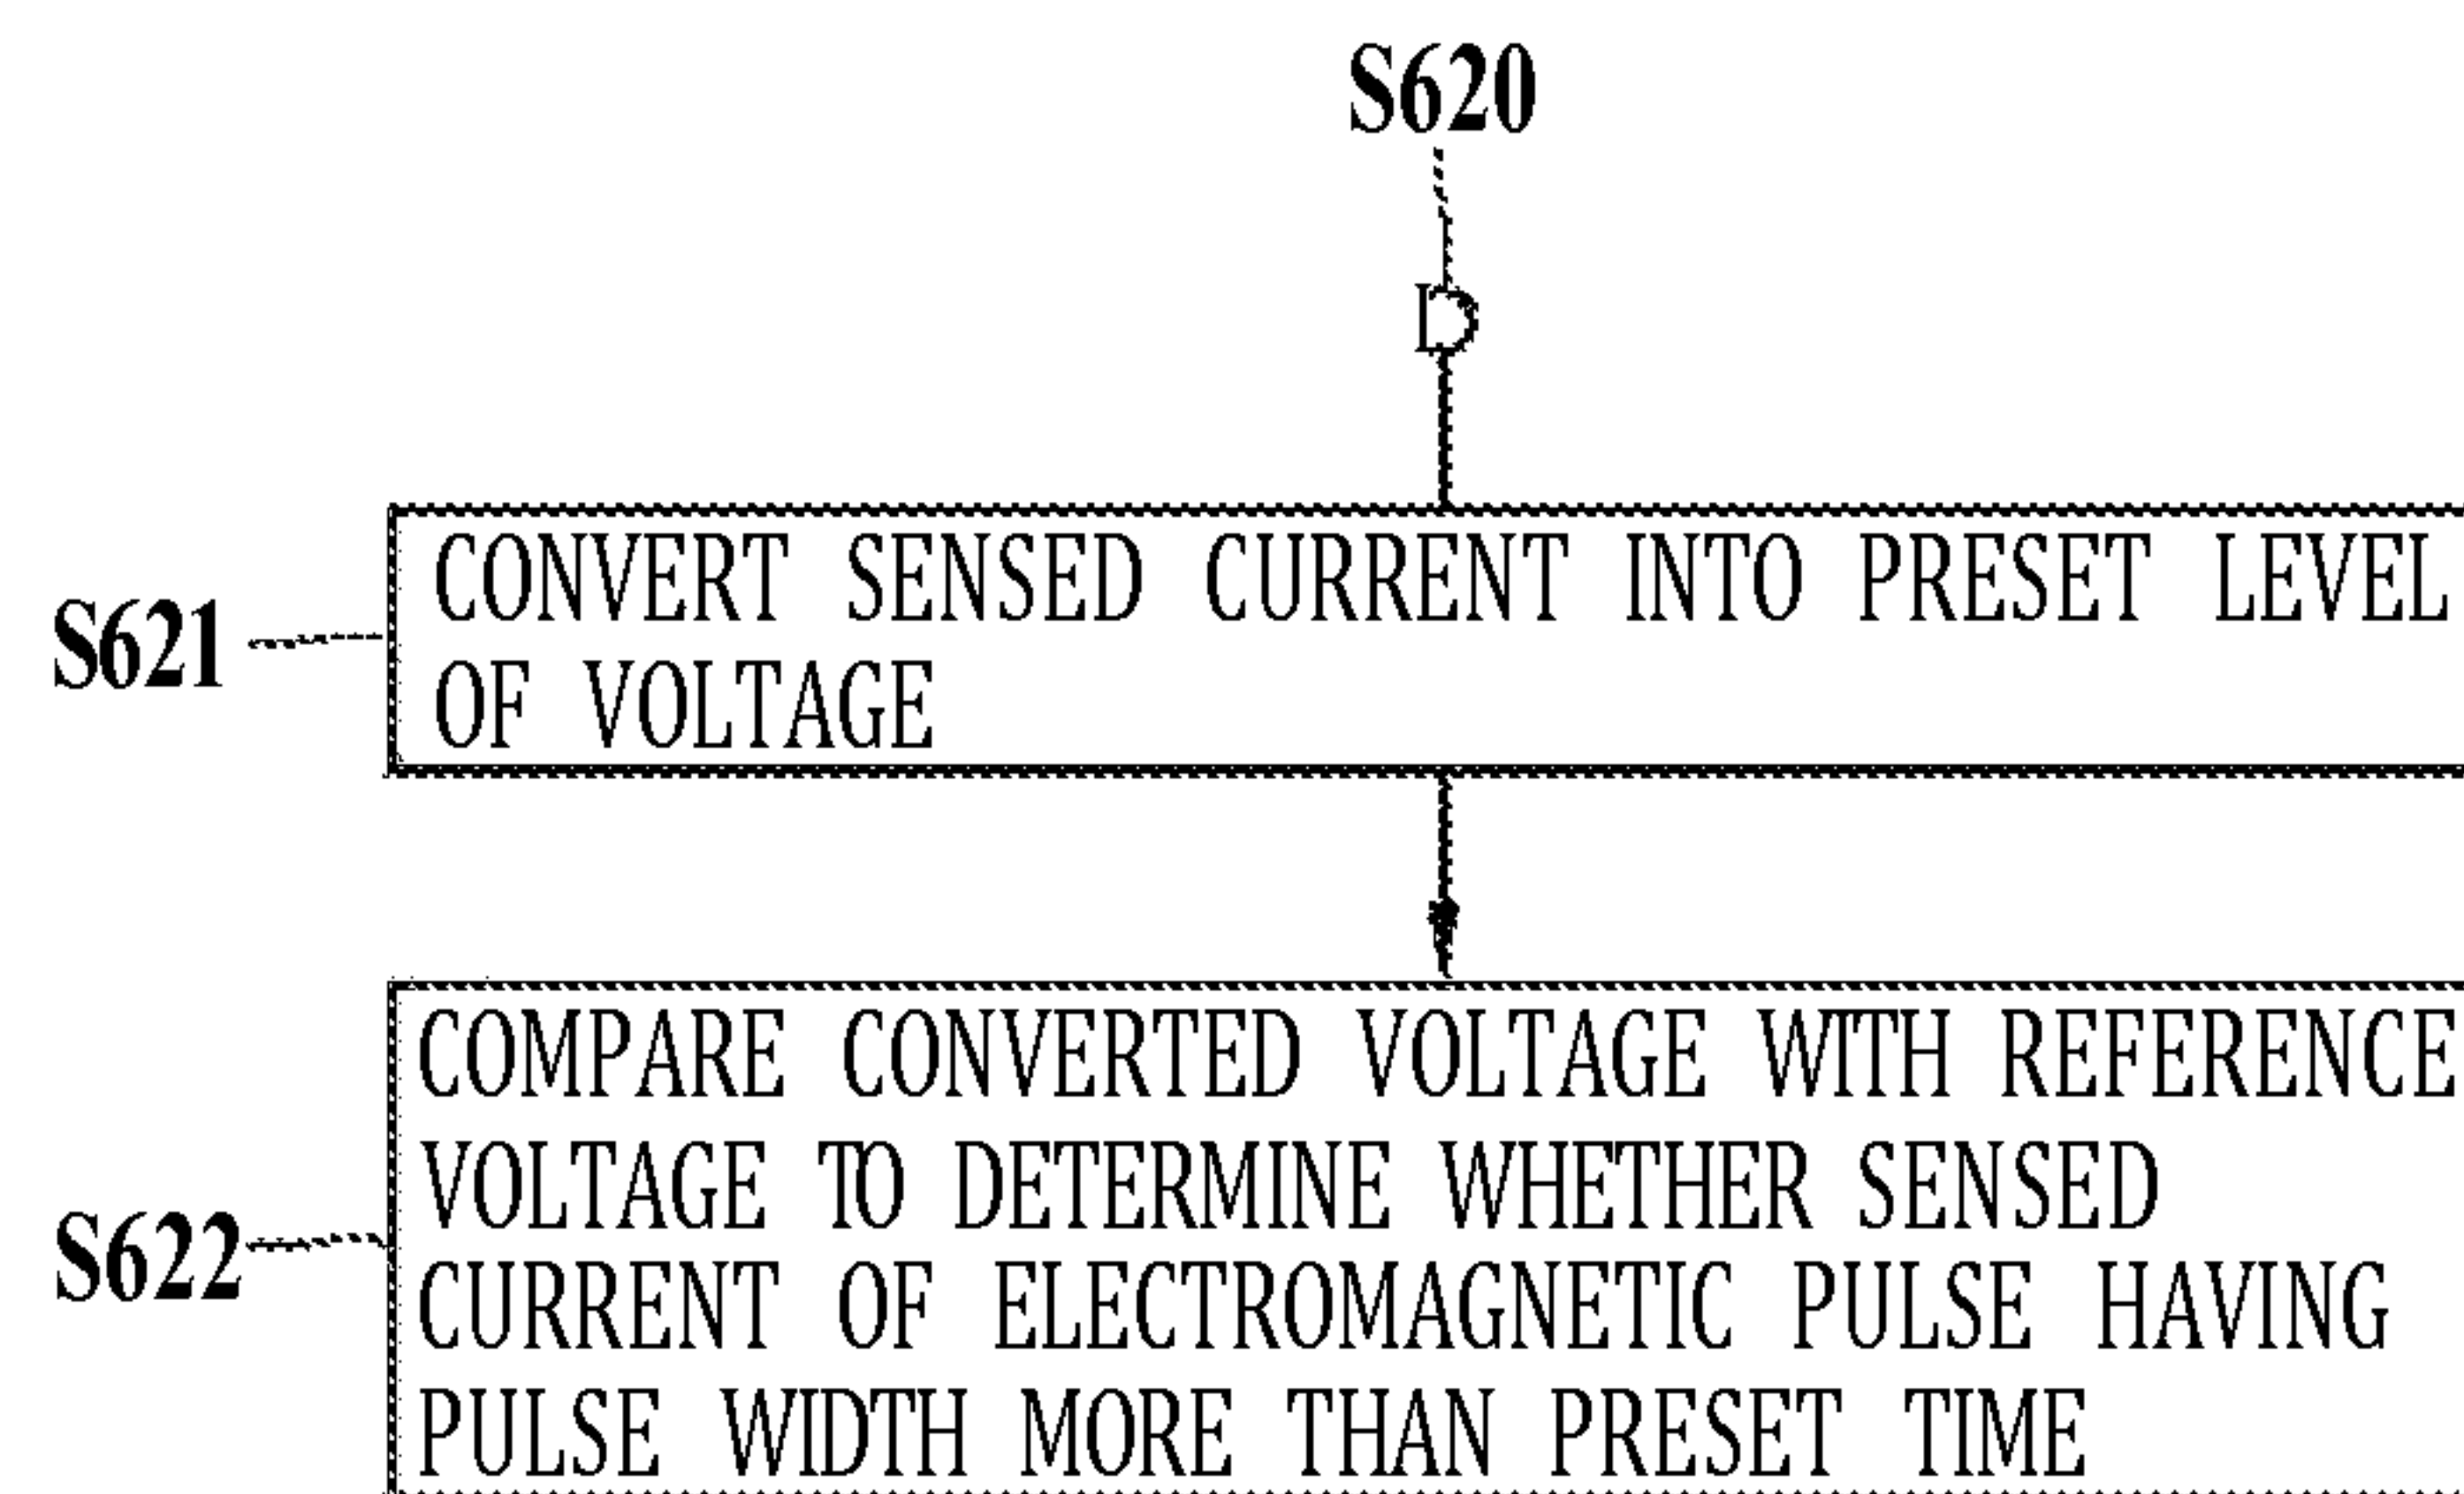 S620
D
S621
CONVERT SENSED CURRENT INTO PRESET LEVEL
OF VOLTAGE
S622
COMPARE CONVERTED VOLTAGE WITH REFERENCE
VOLTAGE TO DETERMINE WHETHER SENSED
CURRENT OF ELECTROMAGNETIC PULSE HAVING
PULSE WIDTH MORE THAN PRESET TIME